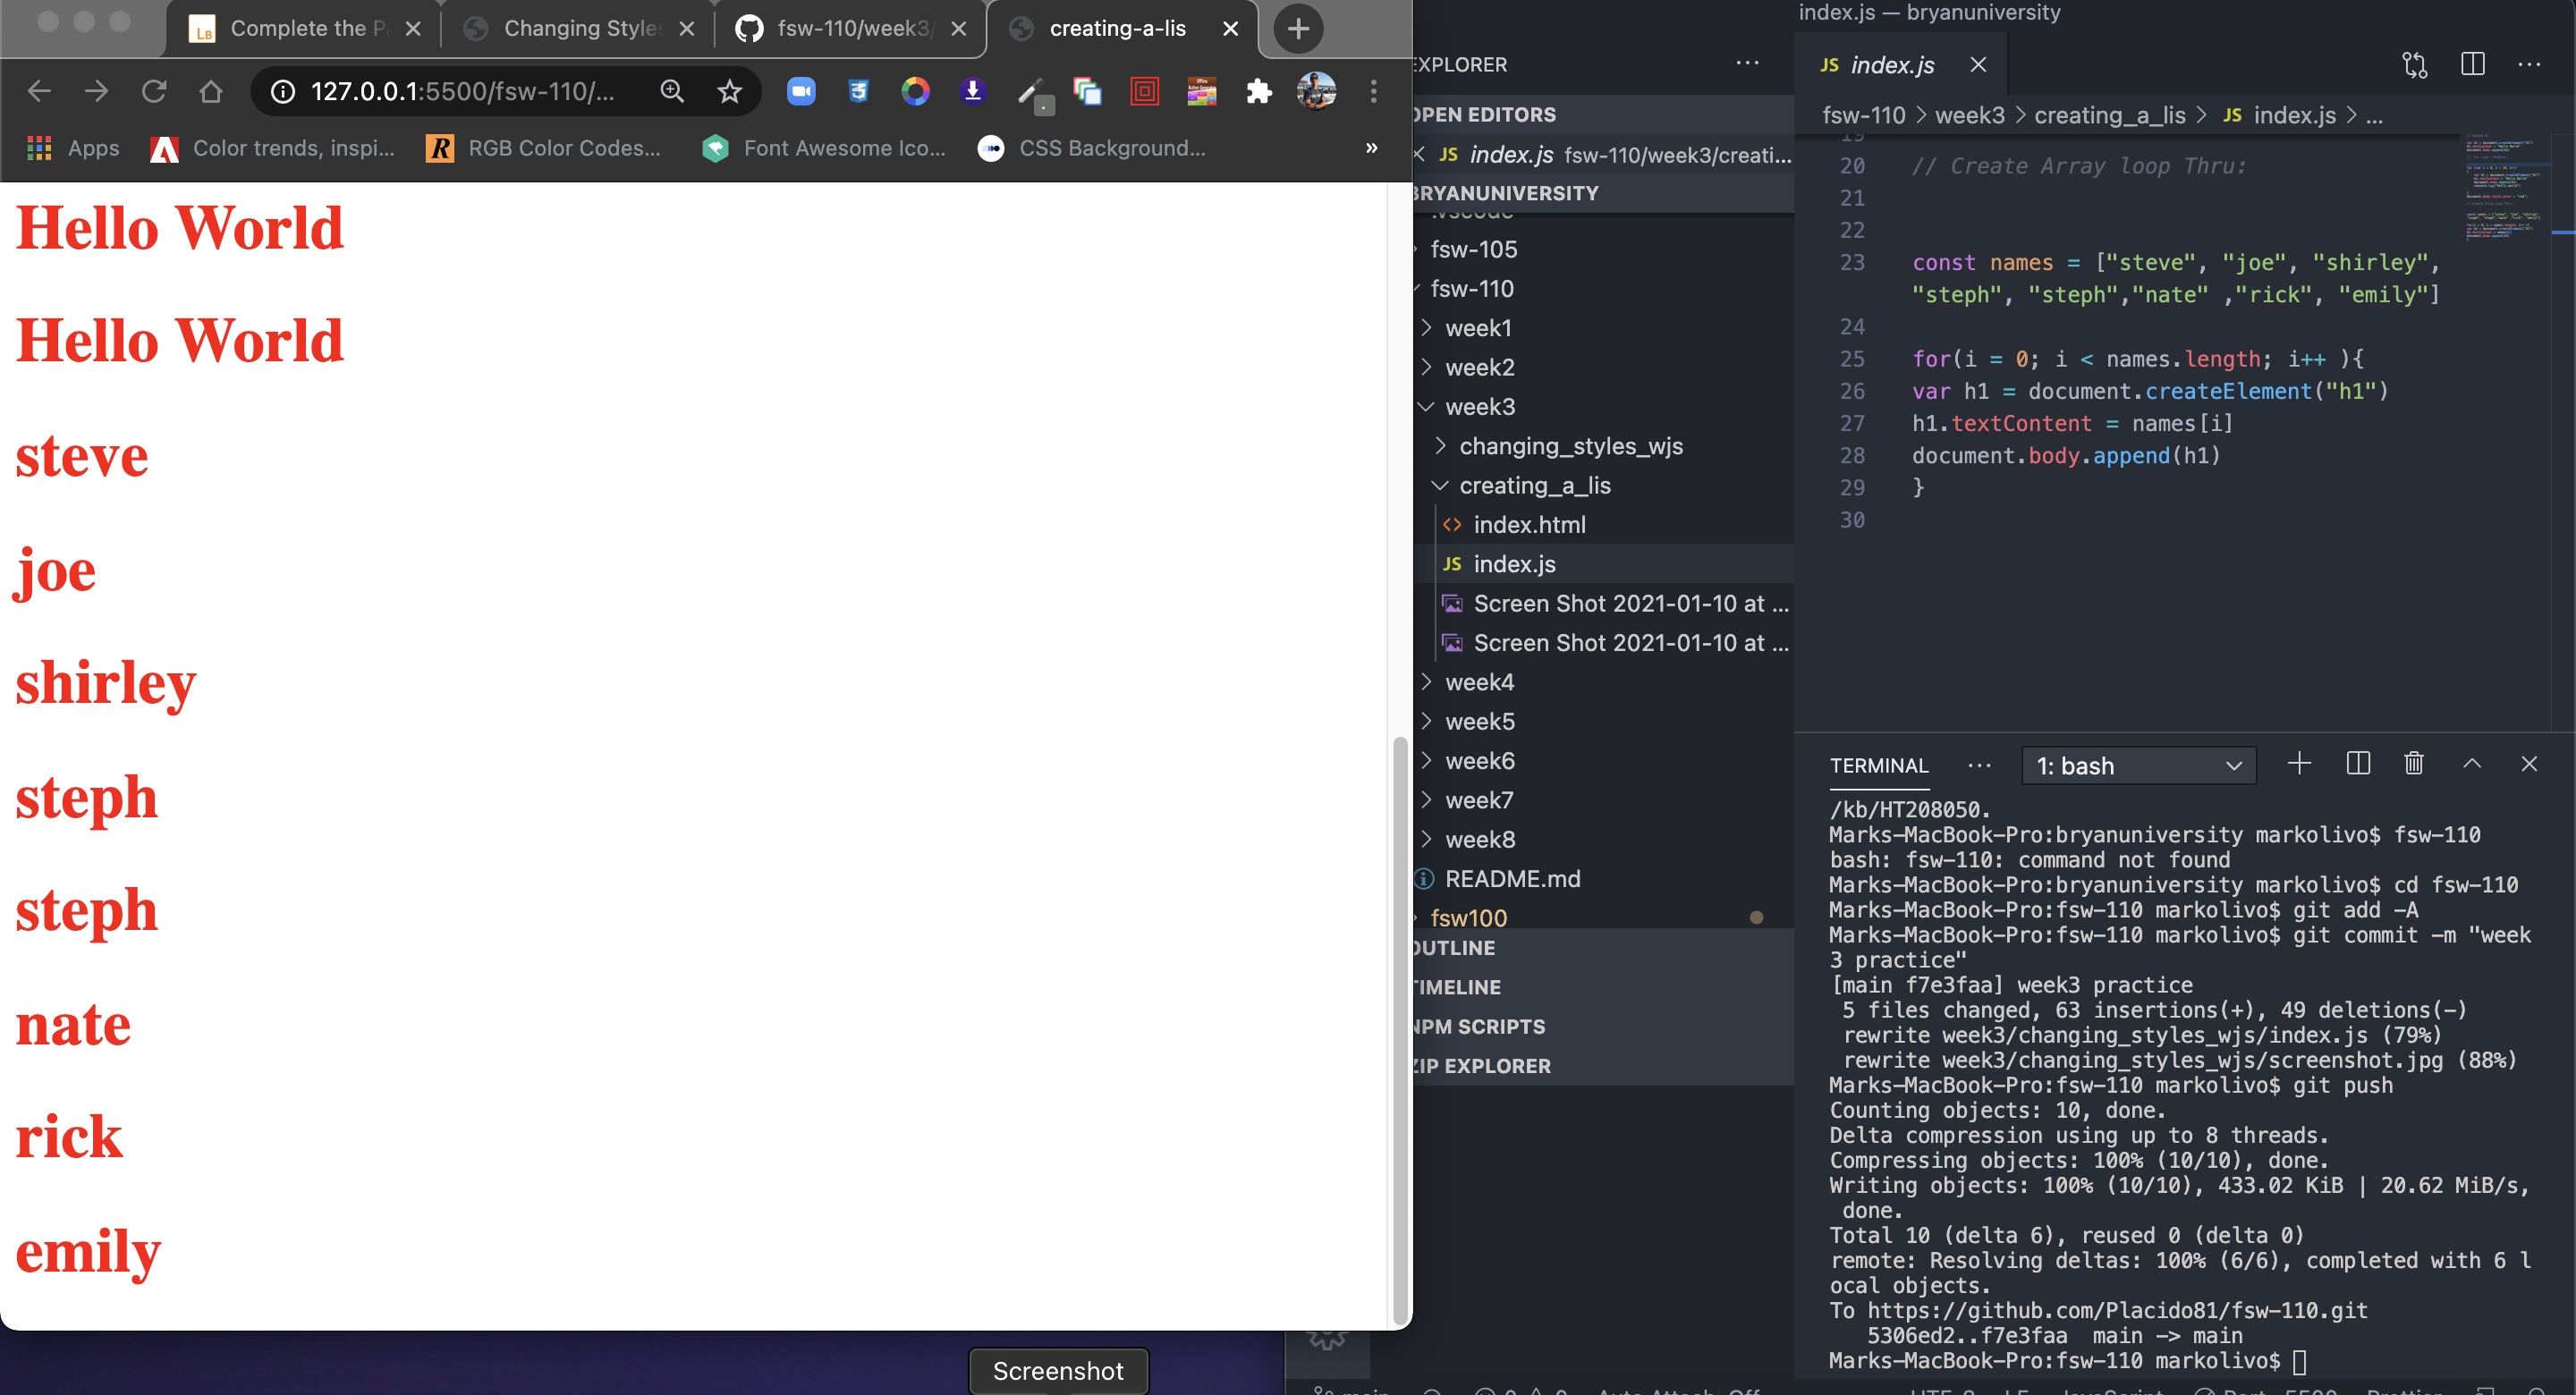 Complete the Pa
Changing Styles
fsw-110/week3/
creating-a-lis
127.0.0.1:5500/fsw-110/...
Apps
Color trends, inspi...
RGB Color Codes...
Font Awesome Ico...
CSS Background...
»
Hello World
Hello World
steve
joe
shirley
steph
steph
nate
rick
emily
Screenshot
index.js — bryanuniversity
EXPLORER
OPEN EDITORS
JS index.js fsw-110/week3/creati...
BRYANUNIVERSITY
.vscode
fsw-105
fsw-110
week1
week2
week3
changing_styles_wjs
creating_a_lis
index.html
JS index.js
Screen Shot 2021-01-10 at ...
Screen Shot 2021-01-10 at ...
week4
week5
week6
week7
week8
README.md
fsw100
OUTLINE
TIMELINE
NPM SCRIPTS
ZIP EXPLORER
JS index.js
fsw-110 > week3 > creating_a_lis > JS index.js > ...
19
20 // Create Array loop Thru:
21
22
23 const names = ["steve", "joe", "shirley",
"steph", "steph","nate" ,"rick", "emily"]
24
25 for(i = 0; i < names.length; i++ ){
26 var h1 = document.createElement("h1")
27 h1.textContent = names[i]
28 document.body.append(h1)
29 }
30
TERMINAL ... 1: bash
/kb/HT208050.
Marks-MacBook-Pro:bryanuniversity markolivo$ fsw-110
bash: fsw-110: command not found
Marks-MacBook-Pro:bryanuniversity markolivo$ cd fsw-110
Marks-MacBook-Pro:fsw-110 markolivo$ git add -A
Marks-MacBook-Pro:fsw-110 markolivo$ git commit -m "week
3 practice"
[main f7e3faa] week3 practice
5 files changed, 63 insertions(+), 49 deletions(-)
rewrite week3/changing_styles_wjs/index.js (79%)
rewrite week3/changing_styles_wjs/screenshot.jpg (88%)
Marks-MacBook-Pro:fsw-110 markolivo$ git push
Counting objects: 10, done.
Delta compression using up to 8 threads.
Compressing objects: 100% (10/10), done.
Writing objects: 100% (10/10), 433.02 KiB | 20.62 MiB/s,
done.
Total 10 (delta 6), reused 0 (delta 0)
remote: Resolving deltas: 100% (6/6), completed with 6 l
ocal objects.
To https://github.com/Placido81/fsw-110.git
5306ed2..f7e3faa main -> main
Marks-MacBook-Pro:fsw-110 markolivo$